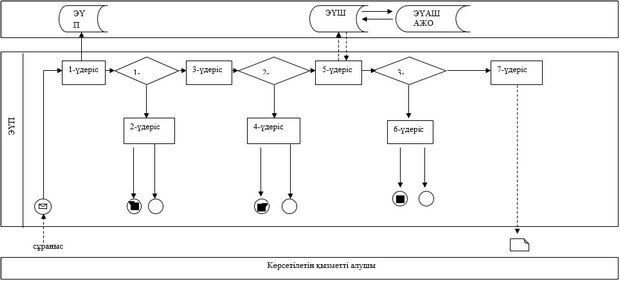 ЭҮ
П
ЭҮШ
ЭҮАШ
АЖО
ЭҮП
1-үдеріс
1-
3-үдеріс
2-
5-үдеріс
3-
7-үдеріс
2-үдеріс
4-үдеріс
6-үдеріс
сұраныс
Көрсетілетін қызметті алушы